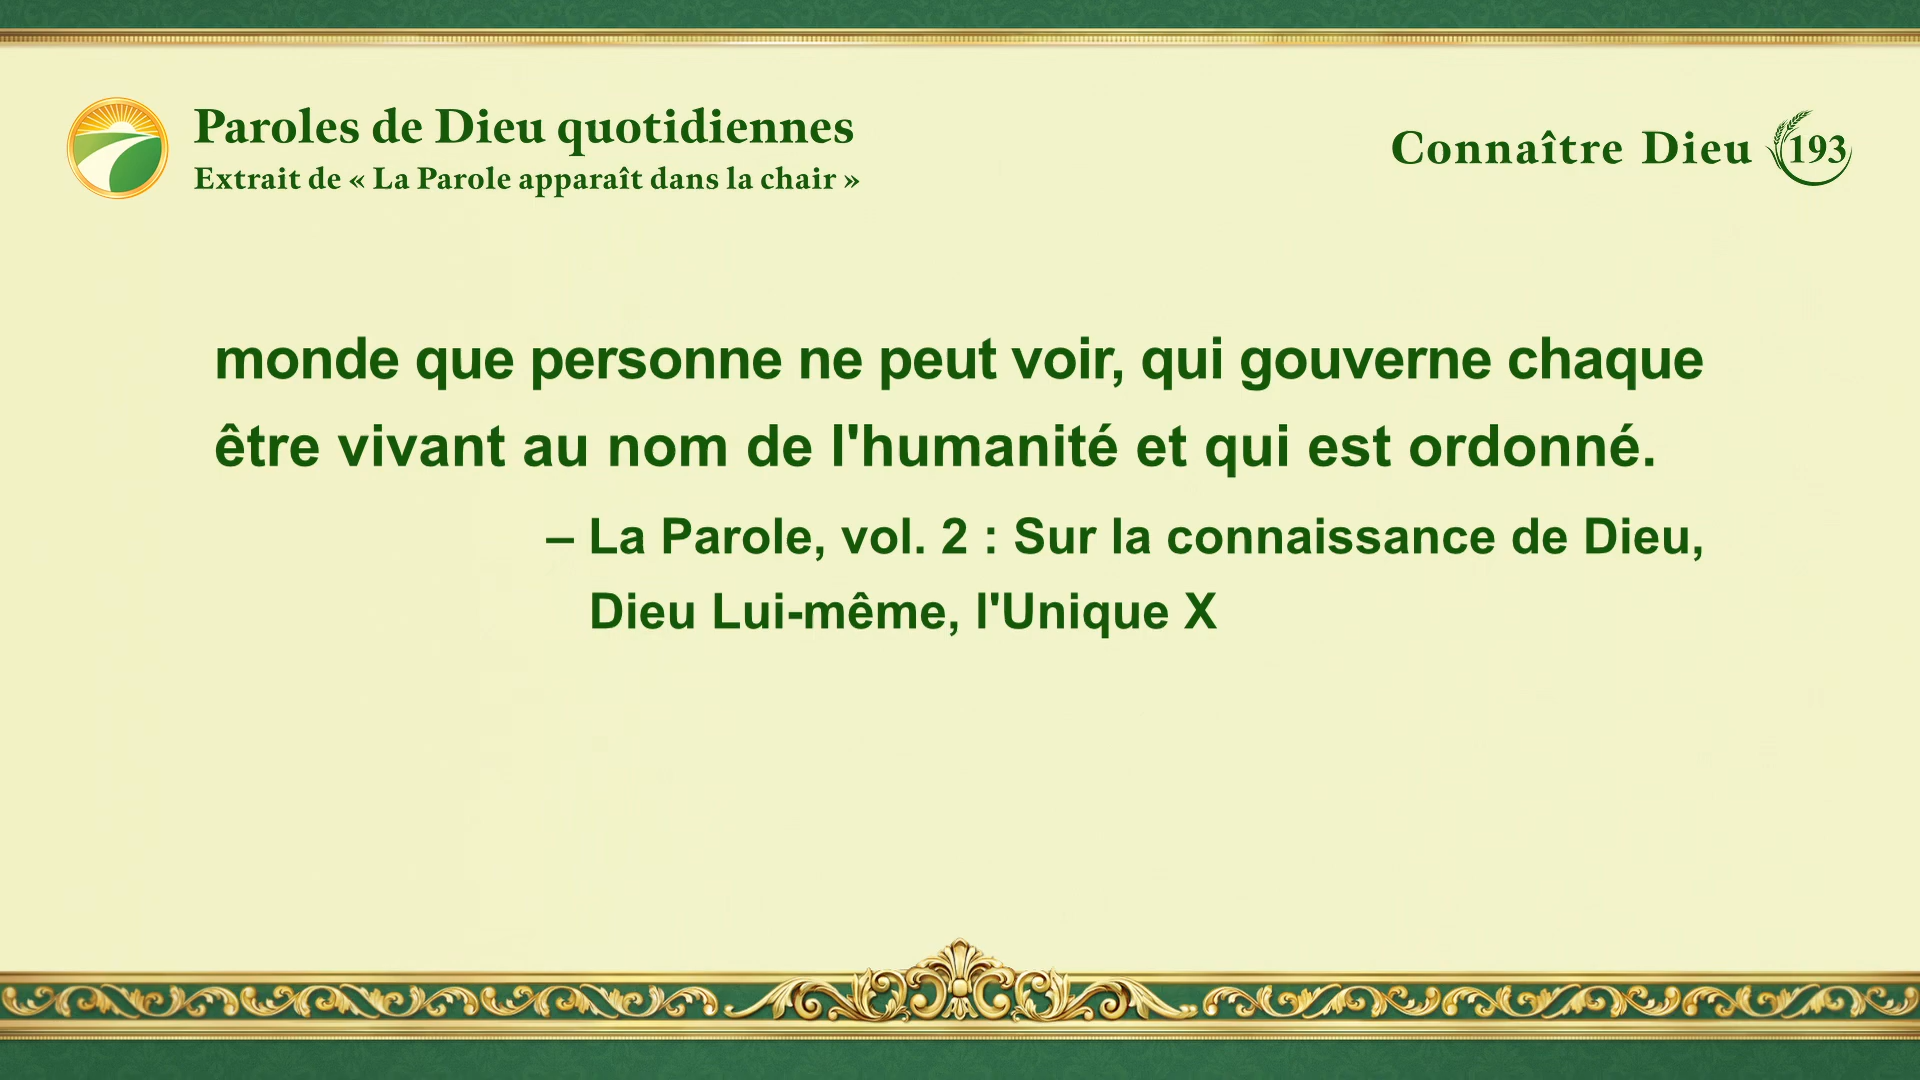 Paroles de Dieu quotidiennes
Extrait de « La Parole apparaît dans la chair »
Connaître Dieu 193
monde que personne ne peut voir, qui gouverne chaque
être vivant au nom de l'humanité et qui est ordonné.
– La Parole, vol. 2 : Sur la connaissance de Dieu,
Dieu Lui-même, l'Unique X